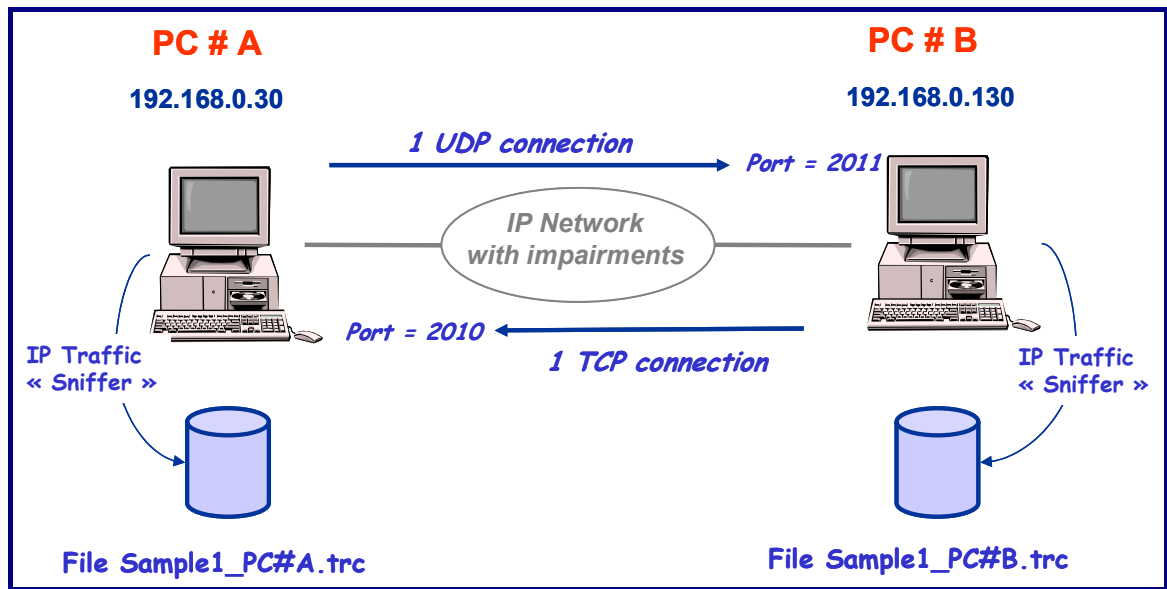 PC # A
192.168.0.30
PC # B
192.168.0.130
1 UDP connection
Port = 2011
IP Network
with impairments
Port = 2010
1 TCP connection
IP Traffic
« Sniffer »
IP Traffic
« Sniffer »
File Sample1_PC#A.trc
File Sample1_PC#B.trc